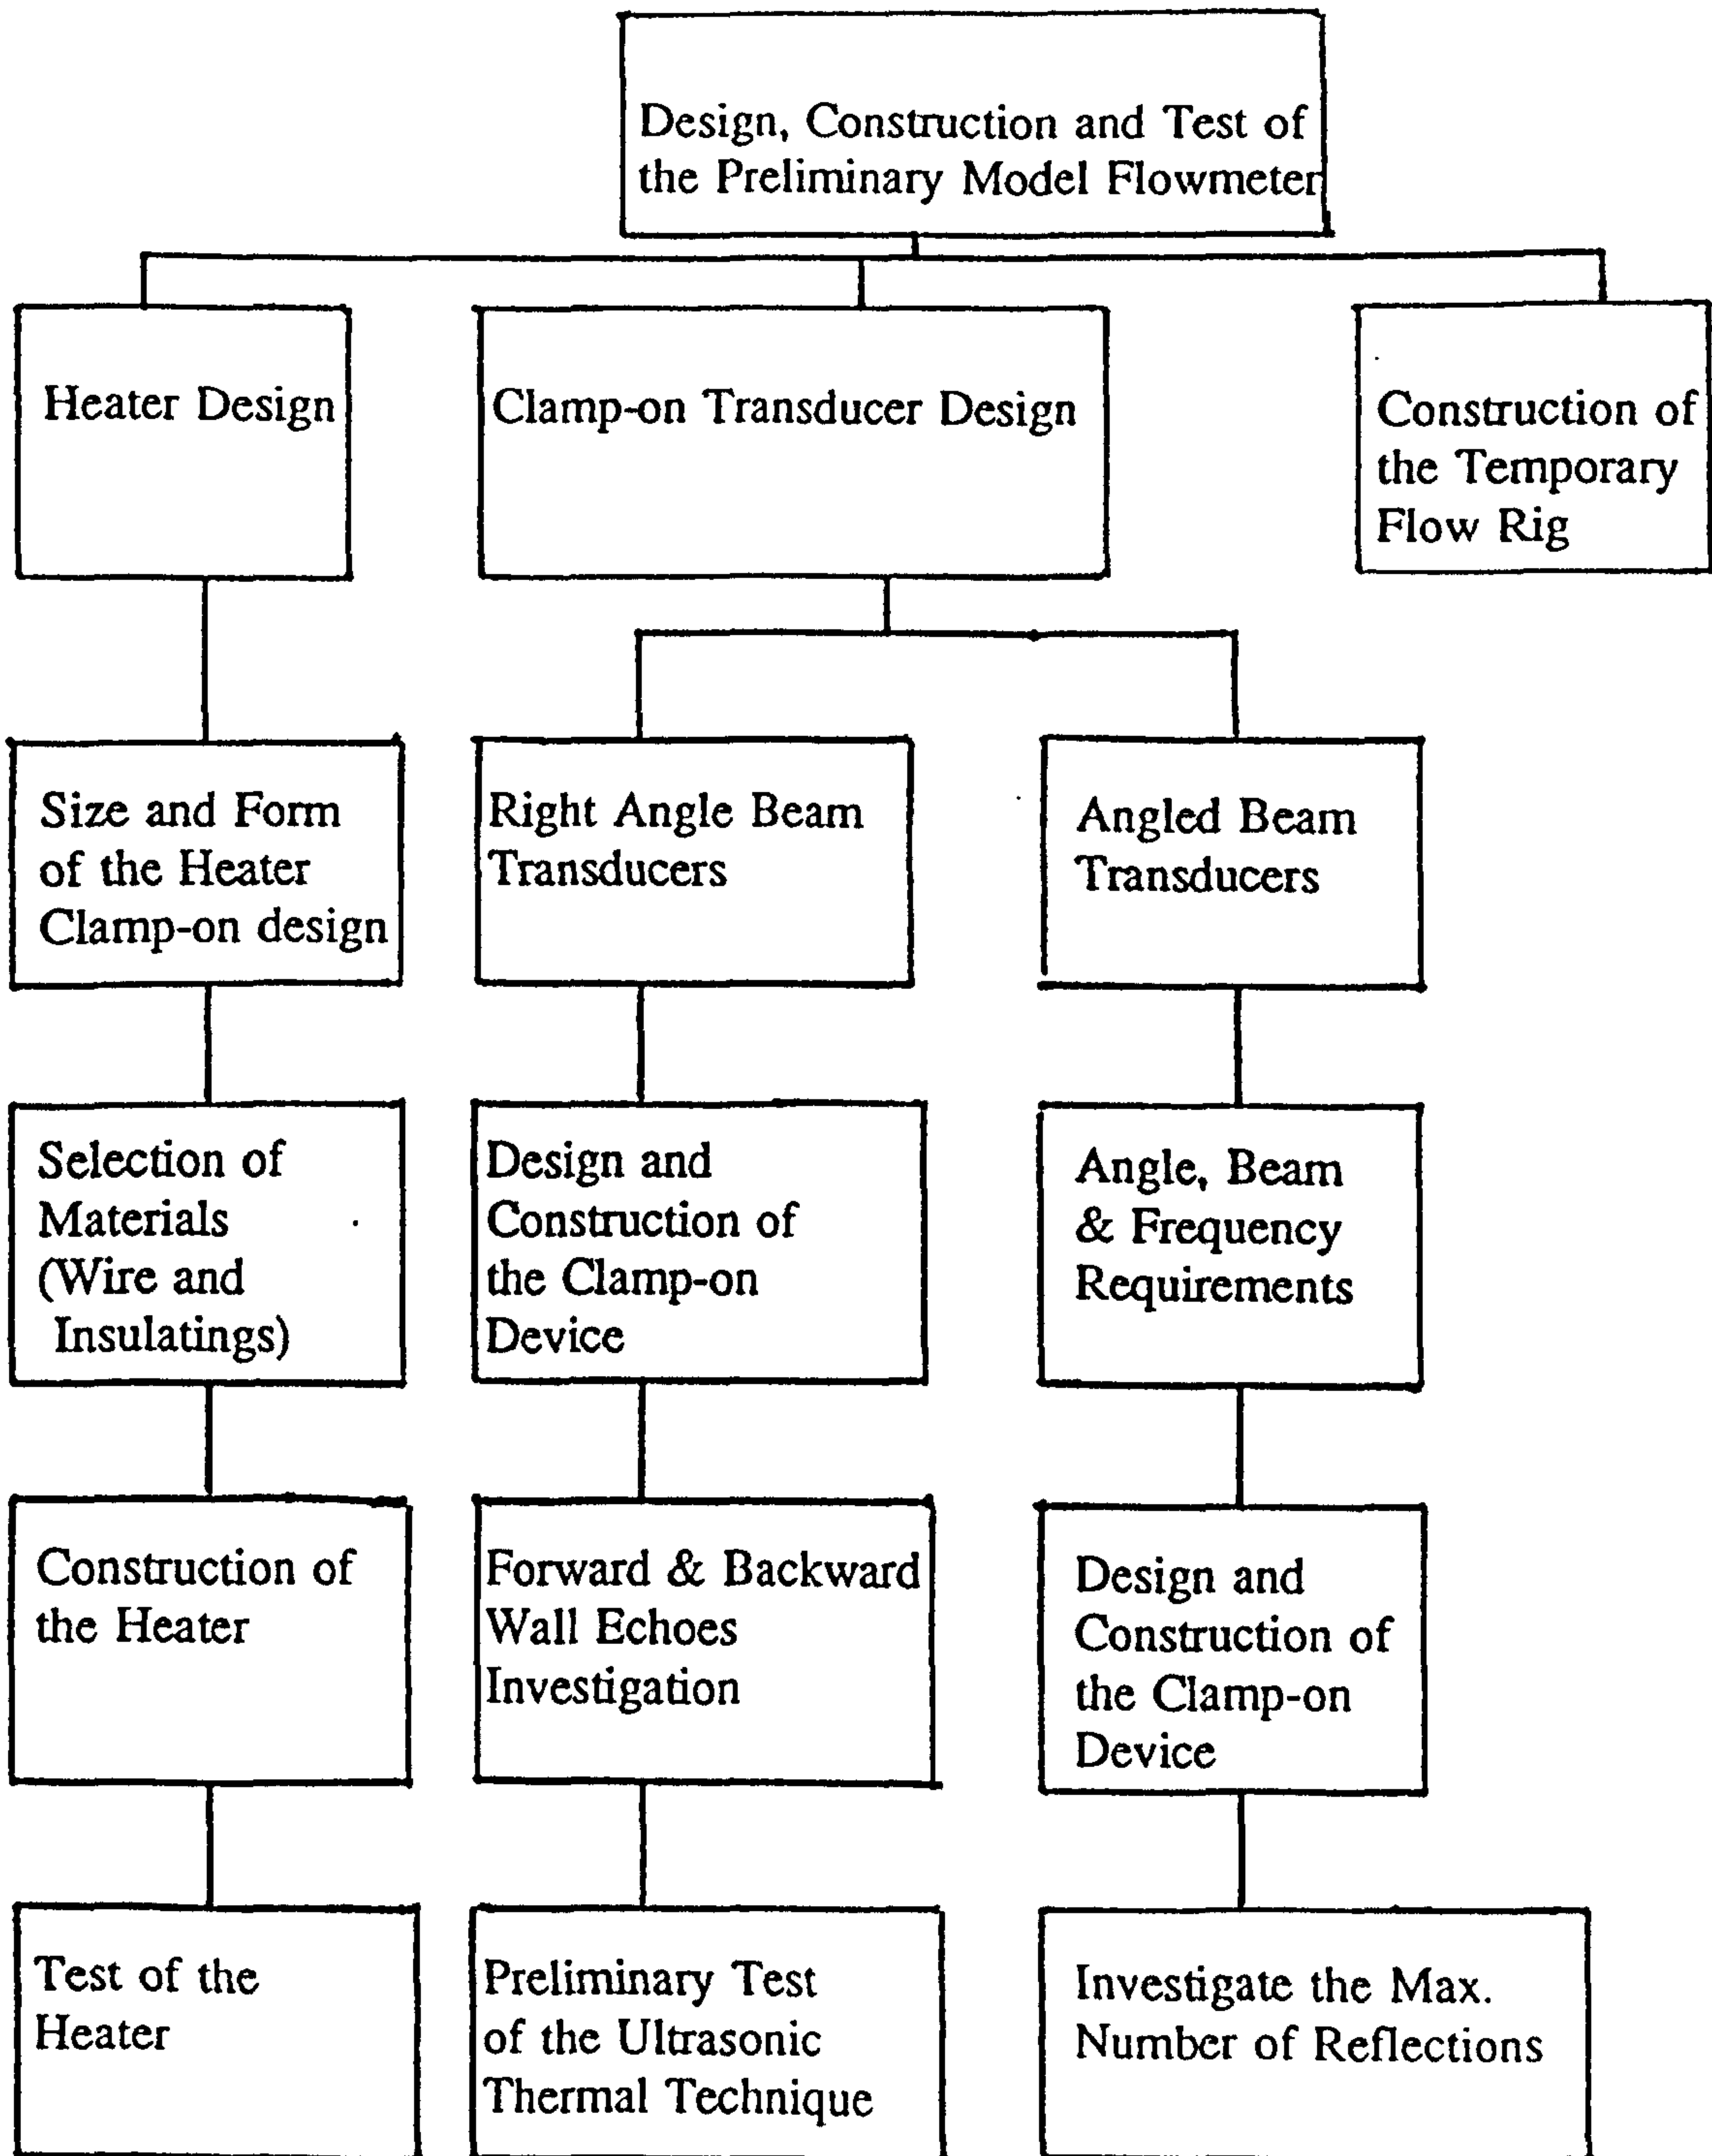 Design, Construction and Test of
the Preliminary Model Flowmeter
Heater Design
Clamp-on Transducer Design
Construction of
the Temporary
Flow Rig
Size and Form
of the Heater
Clamp-on design
Right Angle Beam
Transducers
Angled Beam
Transducers
Selection of
Materials
(Wire and
Insulatings)
Design and
Construction of
the Clamp-on
Device
Angle, Beam
& Frequency
Requirements
Construction of
the Heater
Forward & Backward
Wall Echoes
Investigation
Design and
Construction of
the Clamp-on
Device
Test of the
Heater
Preliminary Test
of the Ultrasonic
Thermal Technique
Investigate the Max.
Number of Reflections